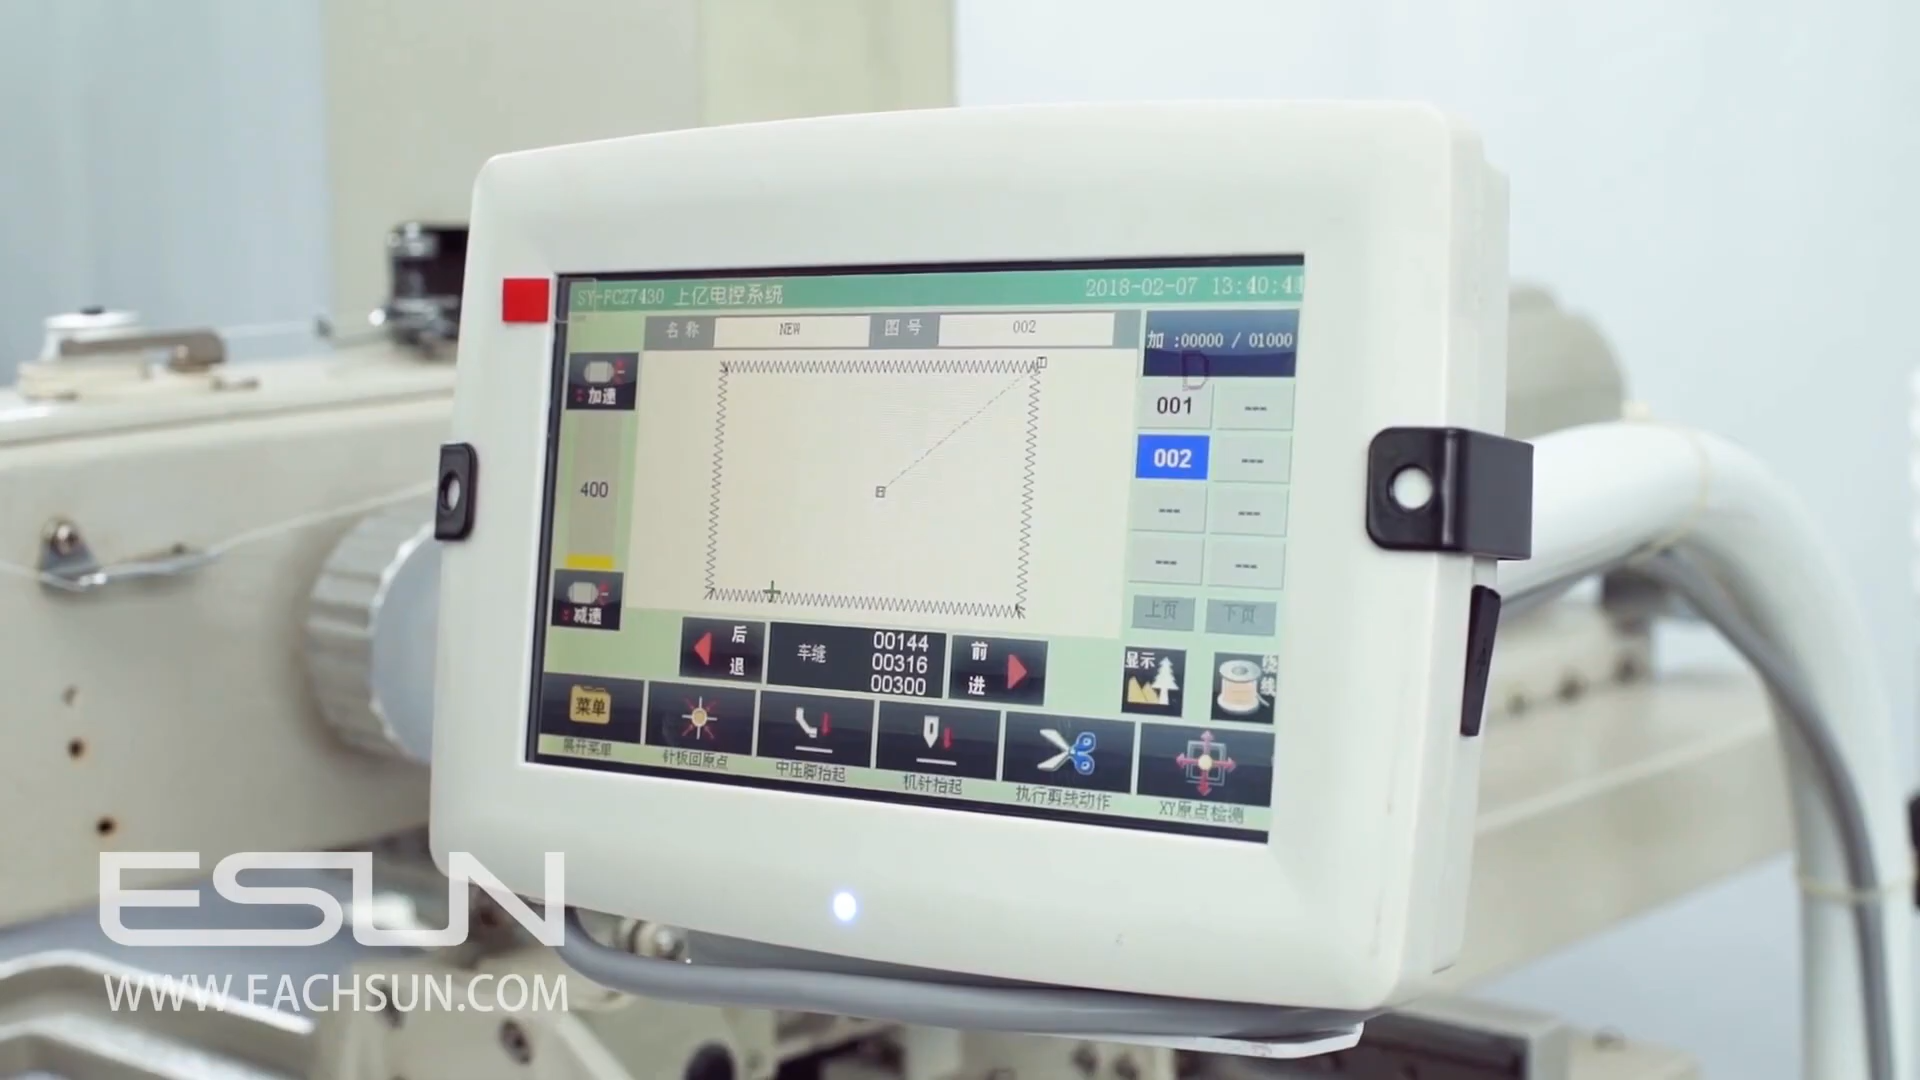 SY-FCZ7430 上亿电控系统
2018-02-07 13:40:41
名称 NEW 图号 002
加 :00000 / 01000
加速
001 ---
400
002 ---
--- ---
--- ---
减速
上页 下页
后退
车缝
00144
00316
00300
前进
显示
绕线
菜单
展开菜单
针板回原点
中压脚抬起
机针抬起
执行剪线动作
XY原点检测
ESUN
WWW.EACHSUN.COM